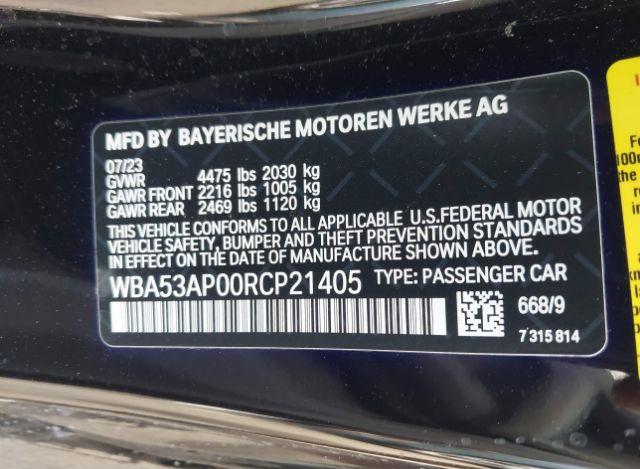 MFD BY BAYERISCHE MOTOREN WERKE AG
07/23
GVWR 4475 lbs 2030 kg
GAWR FRONT 2216 lbs 1005 kg
GAWR REAR 2469 lbs 1120 kg
THIS VEHICLE CONFORMS TO ALL APPLICABLE U.S.FEDERAL MOTOR
VEHICLE SAFETY, BUMPER AND THEFT PREVENTION STANDARDS
IN EFFECT ON THE DATE OF MANUFACTURE SHOWN ABOVE.
WBA53AP00RCP21405 TYPE: PASSENGER CAR
668/9
7 315 814